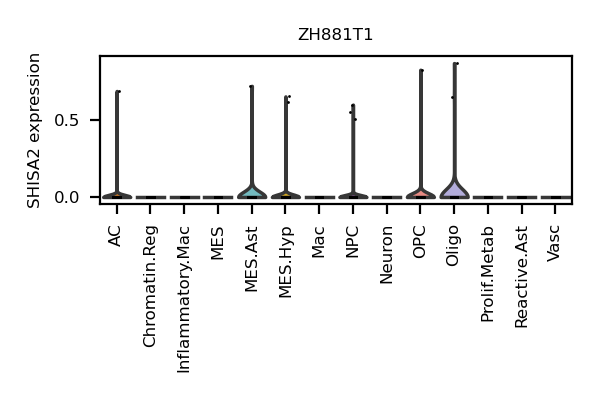 ZH881T1
SHISA2 expression
0.5
0.0
AC
Chromatin.Reg
Inflammatory.Mac
MES
MES.Ast
MES.Hyp
Mac
NPC
Neuron
OPC
Oligo
Prolif.Metab
Reactive.Ast
Vasc